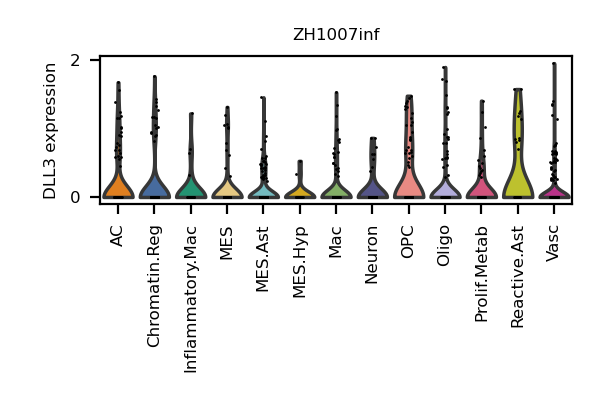 ZH1007inf
DLL3 expression
2
0
AC
Chromatin.Reg
Inflammatory.Mac
MES
MES.Ast
MES.Hyp
Mac
Neuron
OPC
Oligo
Prolif.Metab
Reactive.Ast
Vasc